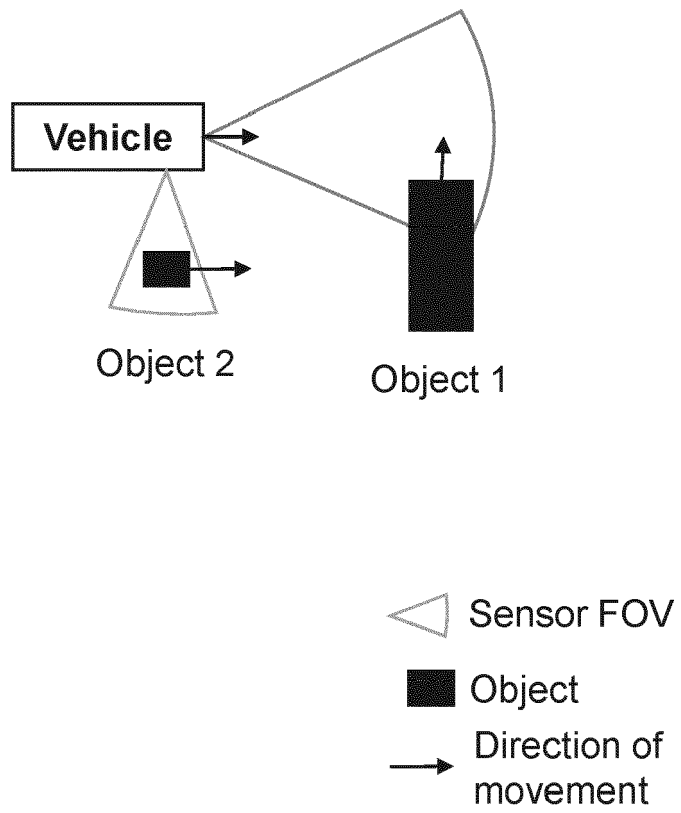 Vehicle
Object 2
Object 1
Sensor FOV
Object
Direction of
movement